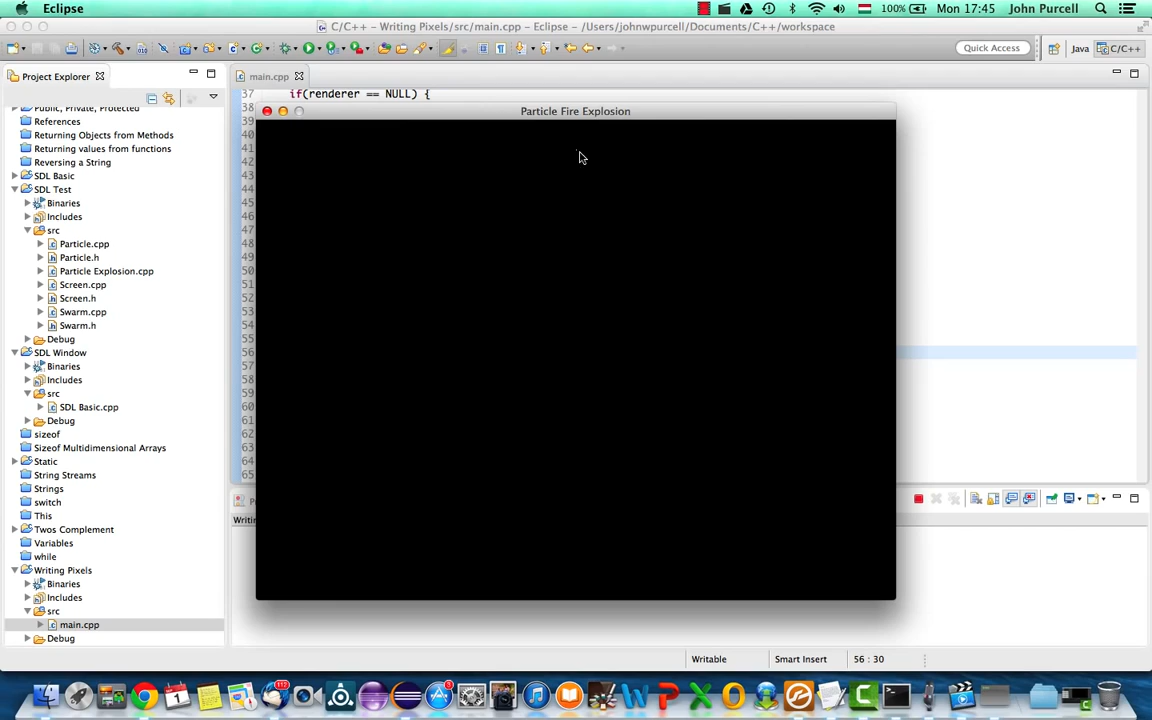 Eclipse
100%
Mon 17:45
John Purcell
C/C++ - Writing Pixels/src/main.cpp - Eclipse - /Users/johnwpurcell/Documents/C++/workspace
Quick Access
Java
C/C++
Project Explorer
Public, Private, Protected
References
Returning Objects from Methods
Returning values from functions
Reversing a String
SDL Basic
SDL Test
Binaries
Includes
src
Particle.cpp
Particle.h
Particle Explosion.cpp
Screen.cpp
Screen.h
Swarm.cpp
Swarm.h
Debug
SDL Window
Binaries
Includes
src
SDL Basic.cpp
Debug
sizeof
Sizeof Multidimensional Arrays
Static
String Streams
Strings
switch
This
Twos Complement
Variables
while
Writing Pixels
Binaries
Includes
src
main.cpp
Debug
main.cpp
37 if(renderer == NULL) {
38
39
40
41
42
43
44
45
46
47
48
49
50
51
52
53
54
55
56
57
58
59
60
61
62
63
64
65
Particle Fire Explosion
Writable
Smart Insert
56 : 30